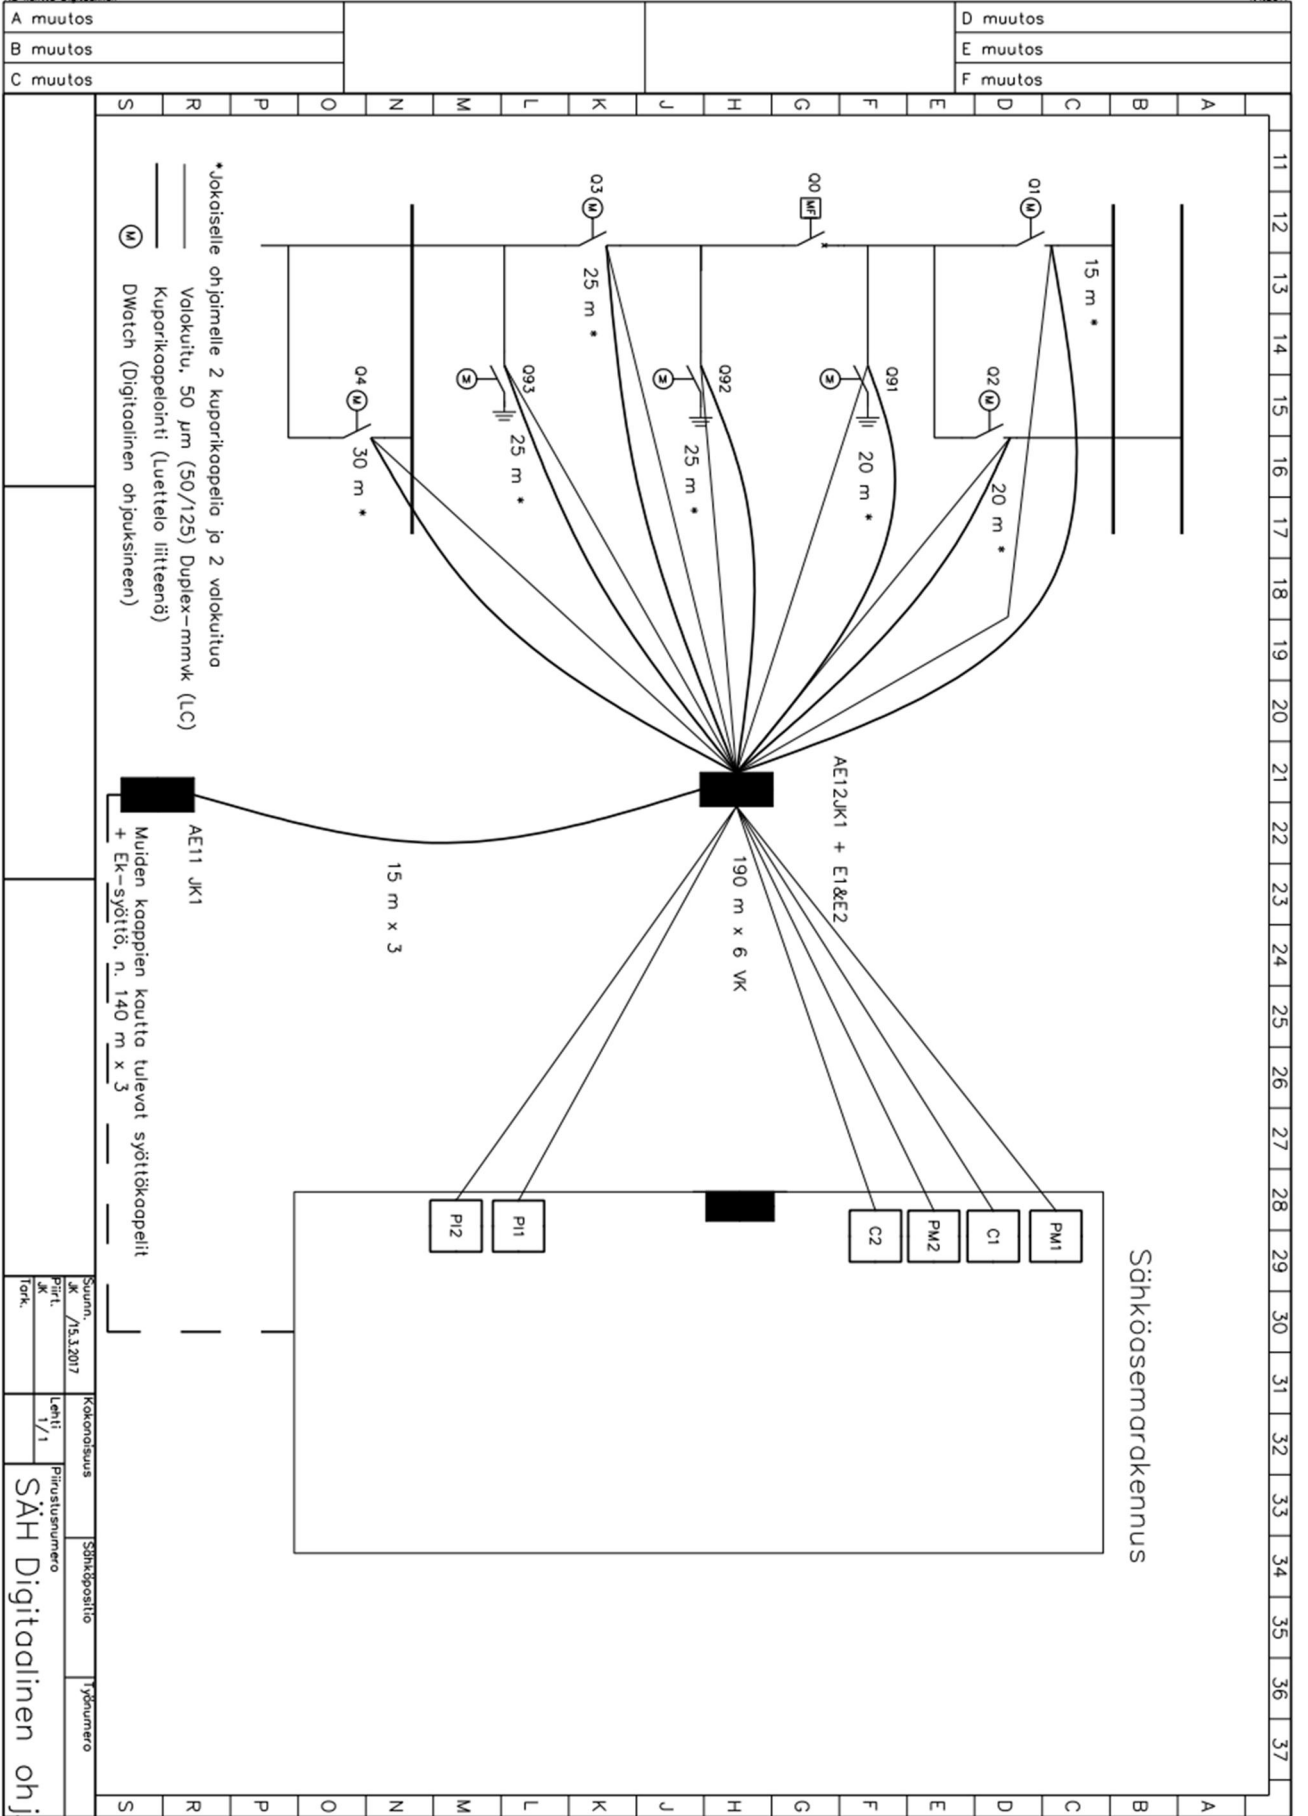 A muutos
B muutos
C muutos
D muutos
E muutos
F muutos
S R P O N M L K J H G F E D C B A
11 12 13 14 15 16 17 18 19 20 21 22 23 24 25 26 27 28 29 30 31 32 33 34 35 36 37
Sähköasemarakennus
Q1
M
15 m *
Q2
M
20 m *
Q0
MF
Q91
M
20 m *
Q92
M
25 m *
Q3
M
25 m *
Q93
M
25 m *
Q4
M
30 m *
AE12JK1 + E1&E2
190 m x 6 VK
15 m x 3
AE11 JK1
PM1
C1
PM2
C2
PI1
PI2
*Jokaiselle ohjaimelle 2 kuparikaapelia ja 2 valokuitua
Valokuitu, 50 µm (50/125) Duplex-mmvk (LC)
Kuparikaapelointi (Luettelo liitteenä)
M DWatch (Digitaalinen ohjauksineen)
Muiden kaappien kautta tulevat syöttökaapelit
+ Ek-syöttö, n. 140 m x 3
Suunn.
JK /15.3.2017
Piirt.
JK
Tark.
Kokonaisuus
Sähköpositio
Työnumero
Lehti
1/1
Piirustusnumero
SÄH Digitaalinen ohj
S R P O N M L K J H G F E D C B A